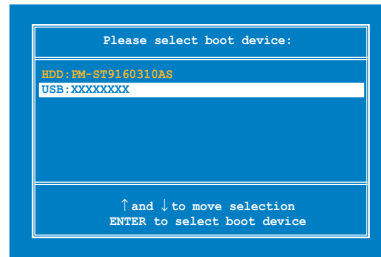 Please select boot device:
HDD:PM-ST9160310AS
USB:XXXXXXXX
↑ and ↓ to move selection
ENTER to select boot device